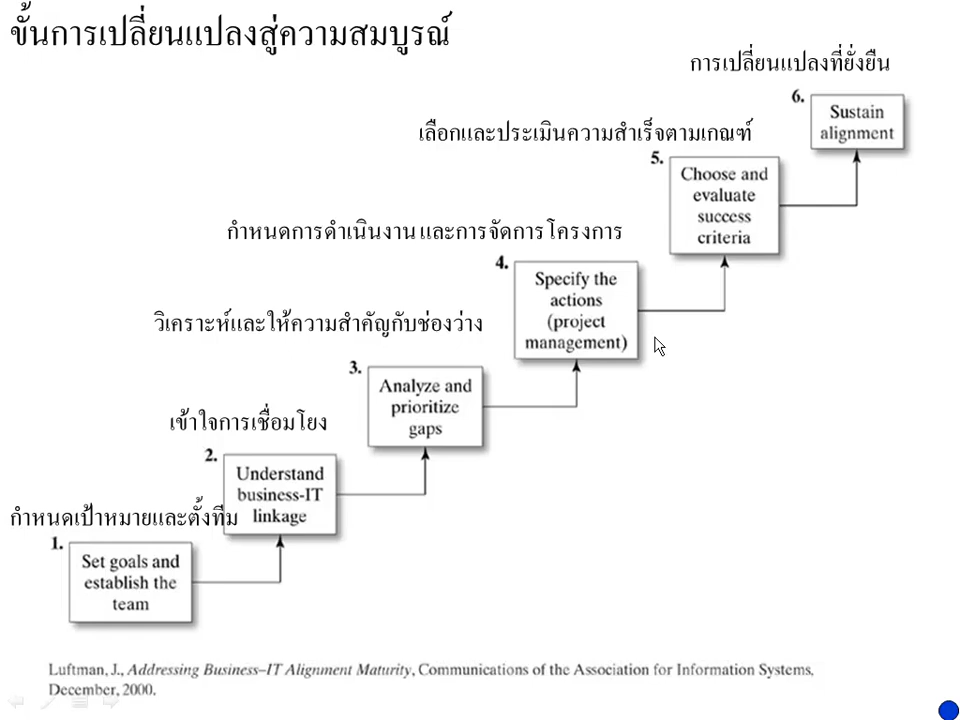 ขั้นการเปลี่ยนแปลงสู่ความสมบูรณ์
การเปลี่ยนแปลงที่ยั่งยืน
6.
Sustain
alignment
เลือกและประเมินความสำเร็จตามเกณฑ์
5.
Choose and
evaluate
success
criteria
กำหนดการดำเนินงาน และการจัดการโครงการ
4.
Specify the
actions
(project
management)
วิเคราะห์และให้ความสำคัญกับช่องว่าง
3.
Analyze and
prioritize
gaps
เข้าใจการเชื่อมโยง
2.
Understand
business-IT
linkage
กำหนดเป้าหมายและตั้งทีม
1.
Set goals and
establish the
team
Luftman, J., Addressing Business–IT Alignment Maturity, Communications of the Association for Information Systems,
December, 2000.